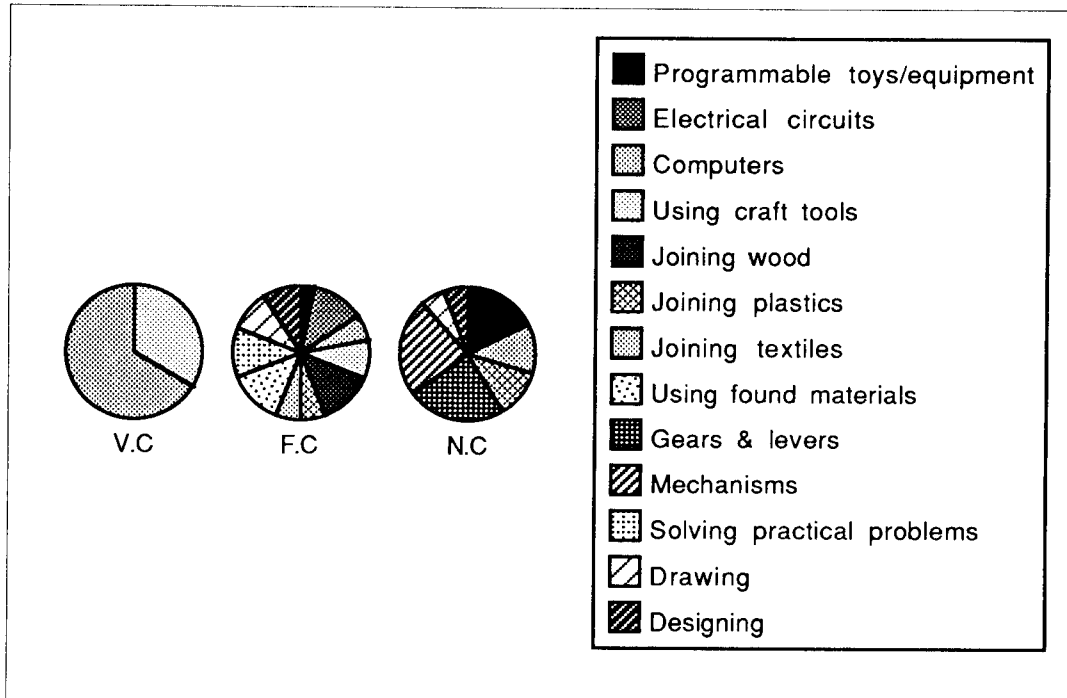 Programmable toys/equipment
Electrical circuits
Computers
Using craft tools
Joining wood
Joining plastics
Joining textiles
Using found materials
Gears & levers
Mechanisms
Solving practical problems
Drawing
Designing
V.C
F.C
N.C